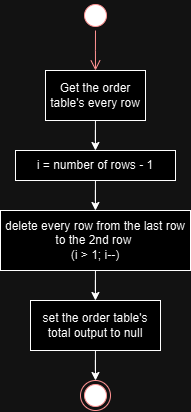 Get the order
table's every row
i = number of rows - 1
delete every row from the last row
to the 2nd row
(i > 1; i--)
set the order table's
total output to null